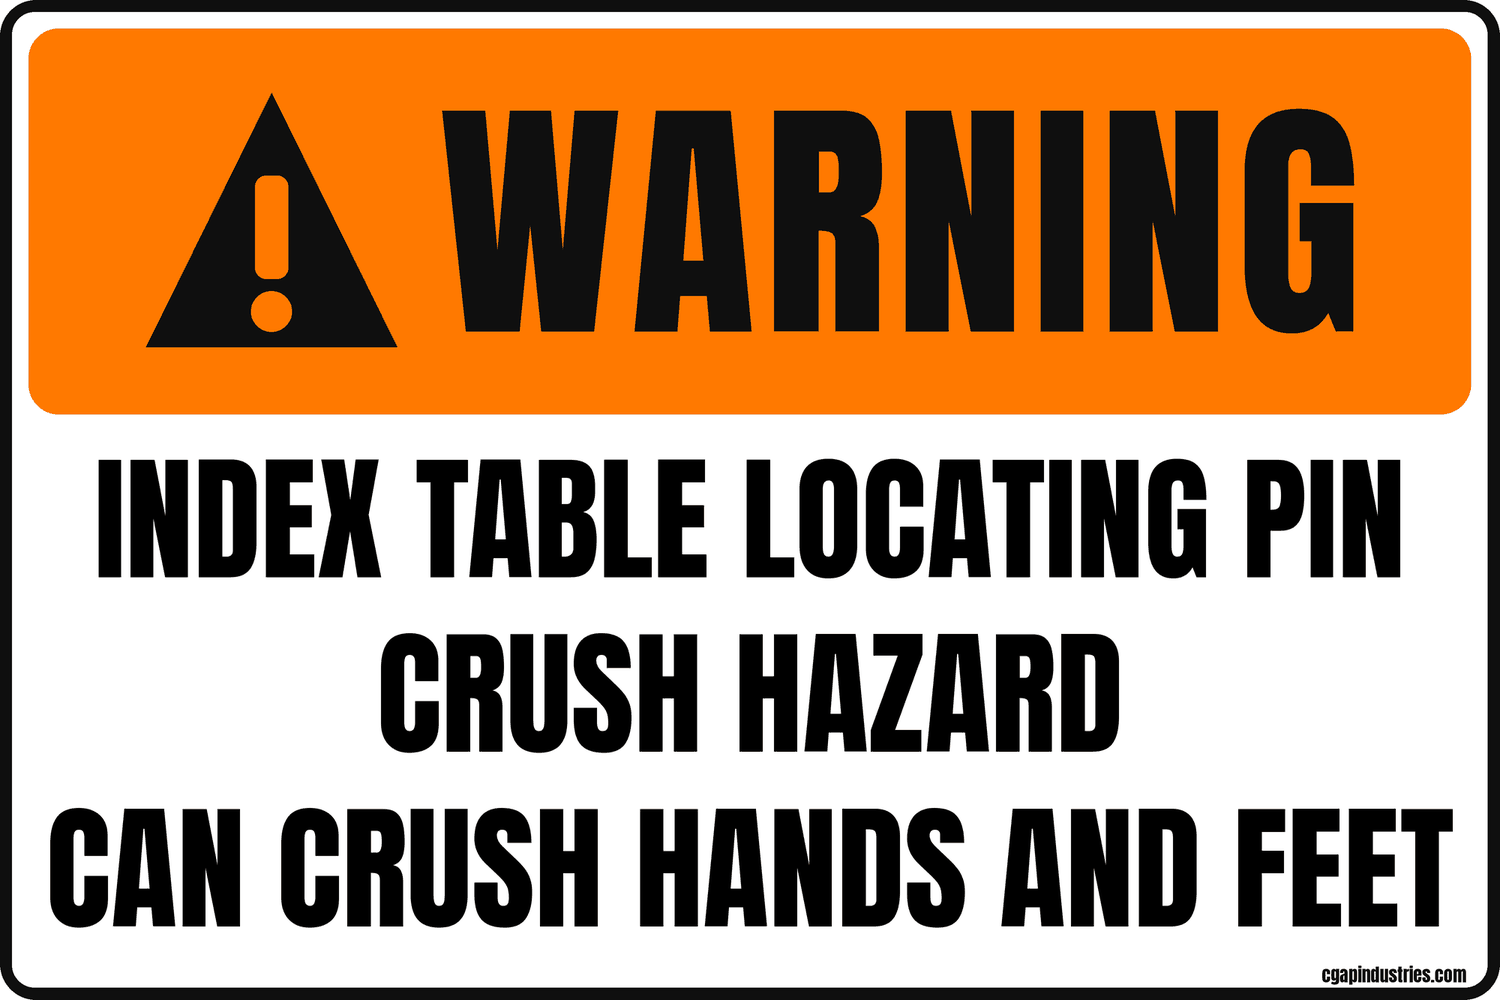 WARNING
INDEX TABLE LOCATING PIN
CRUSH HAZARD
CAN CRUSH HANDS AND FEET
cgapindustries.com